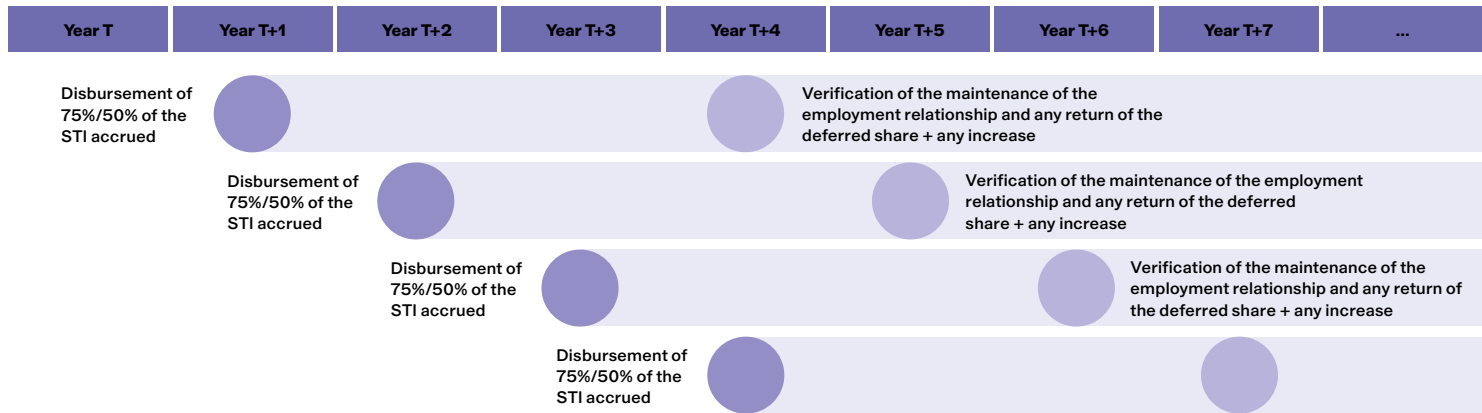 Year T
Year T+1
Year T+2
Year T+3
Year T+4
Year T+5
Year T+6
Year T+7
...
Disbursement of
75%/50% of the
STI accrued
Verification of the maintenance of the
employment relationship and any return of the
deferred share + any increase
Disbursement of
75%/50% of the
STI accrued
Verification of the maintenance of the employment
relationship and any return of the deferred
share + any increase
Disbursement of
75%/50% of the
STI accrued
Verification of the maintenance of the
employment relationship and any return of
the deferred share + any increase
Disbursement of
75%/50% of the
STI accrued